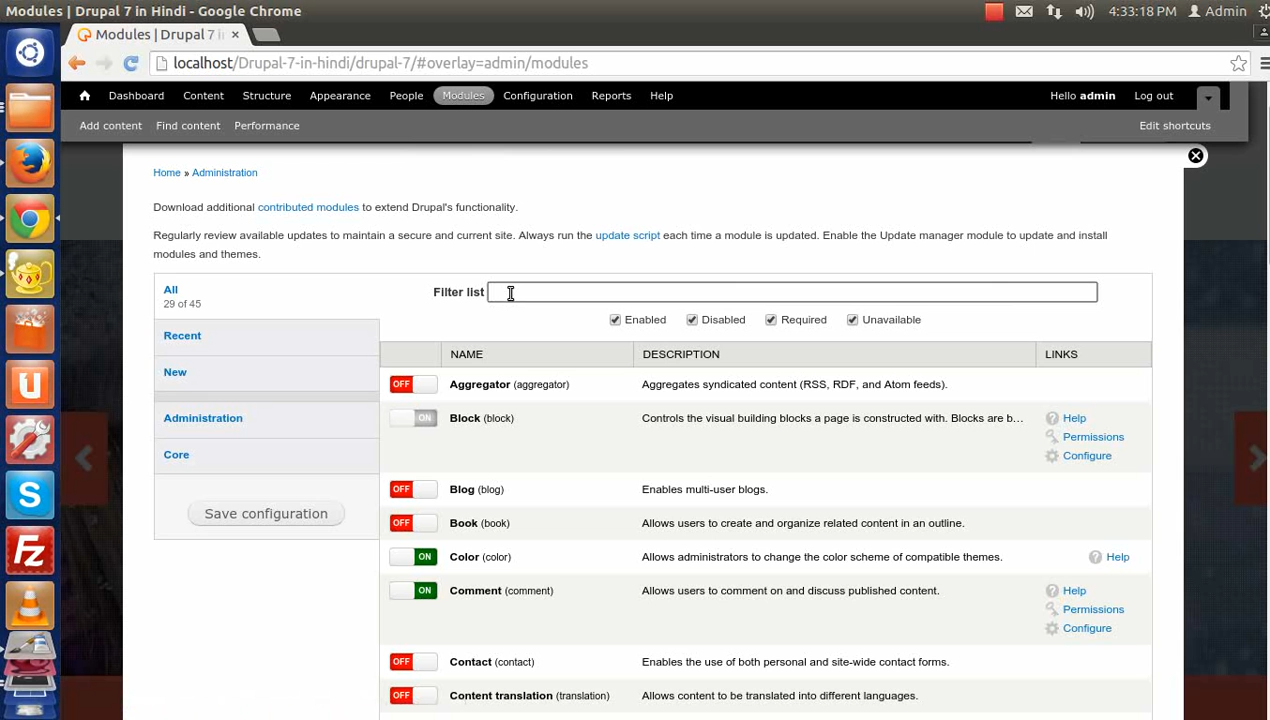 Modules | Drupal 7 in Hindi - Google Chrome
4:33:18 PM Admin
Modules | Drupal 7 i
localhost/Drupal-7-in-hindi/drupal-7/#overlay=admin/modules
Dashboard Content Structure Appearance People Modules Configuration Reports Help Hello admin Log out
Add content Find content Performance Edit shortcuts
Home » Administration
Download additional contributed modules to extend Drupal's functionality.
Regularly review available updates to maintain a secure and current site. Always run the update script each time a module is updated. Enable the Update manager module to update and install
modules and themes.
All
29 of 45
Recent
New
Administration
Core
Save configuration
Filter list
Enabled Disabled Required Unavailable
NAME DESCRIPTION LINKS
OFF Aggregator (aggregator) Aggregates syndicated content (RSS, RDF, and Atom feeds).
ON Block (block) Controls the visual building blocks a page is constructed with. Blocks are b... Help
Permissions
Configure
OFF Blog (blog) Enables multi-user blogs.
OFF Book (book) Allows users to create and organize related content in an outline.
ON Color (color) Allows administrators to change the color scheme of compatible themes. Help
ON Comment (comment) Allows users to comment on and discuss published content. Help
Permissions
Configure
OFF Contact (contact) Enables the use of both personal and site-wide contact forms.
OFF Content translation (translation) Allows content to be translated into different languages.